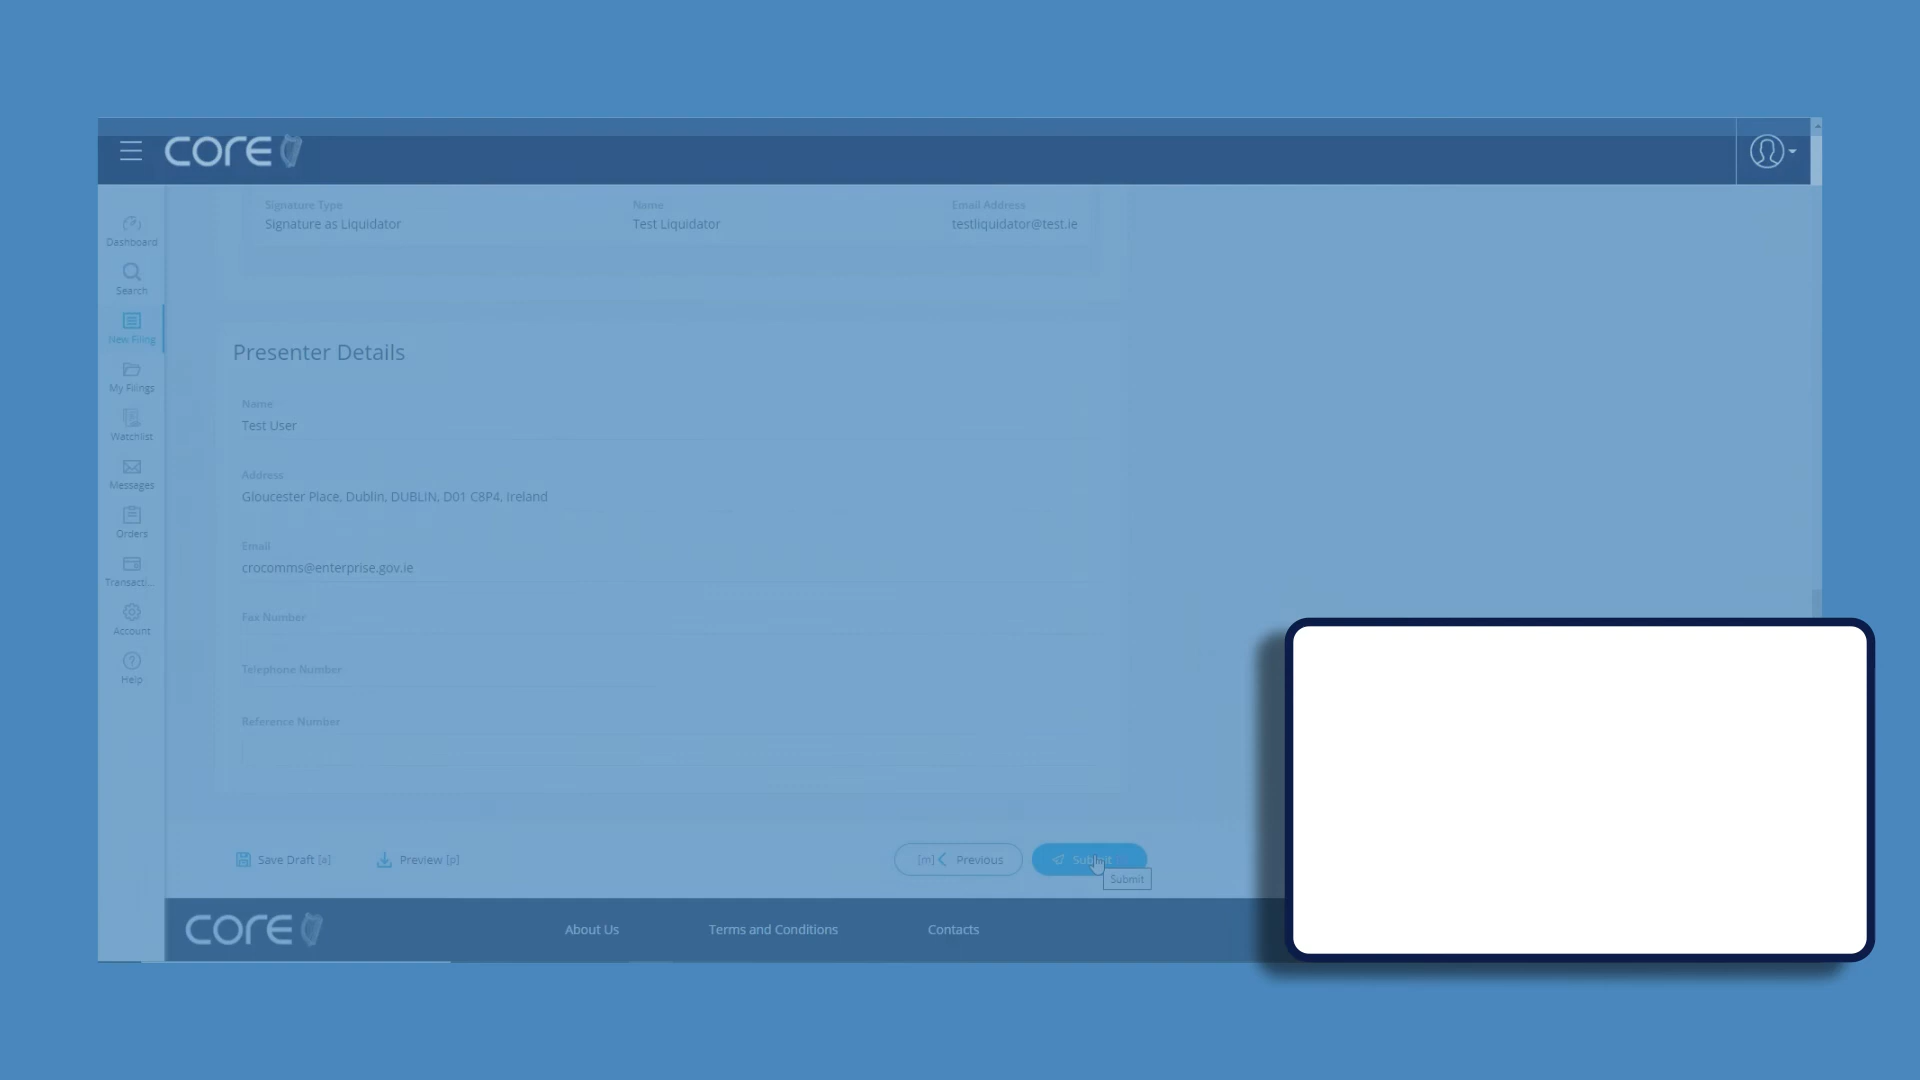 CORE
Signature Type Name Email Address
Signature as Liquidator Test Liquidator testliquidator@test.ie
Dashboard
Search
New Filing
My Filings
Watchlist
Messages
Orders
Transacti...
Account
Help
Presenter Details
Name
Test User
Address
Gloucester Place, Dublin, DUBLIN, D01 C8P4, Ireland
Email
crocomms@enterprise.gov.ie
Fax Number
Telephone Number
Reference Number
Save Draft [a] Preview [p] [m] Previous Submit
Submit
CORE About Us Terms and Conditions Contacts